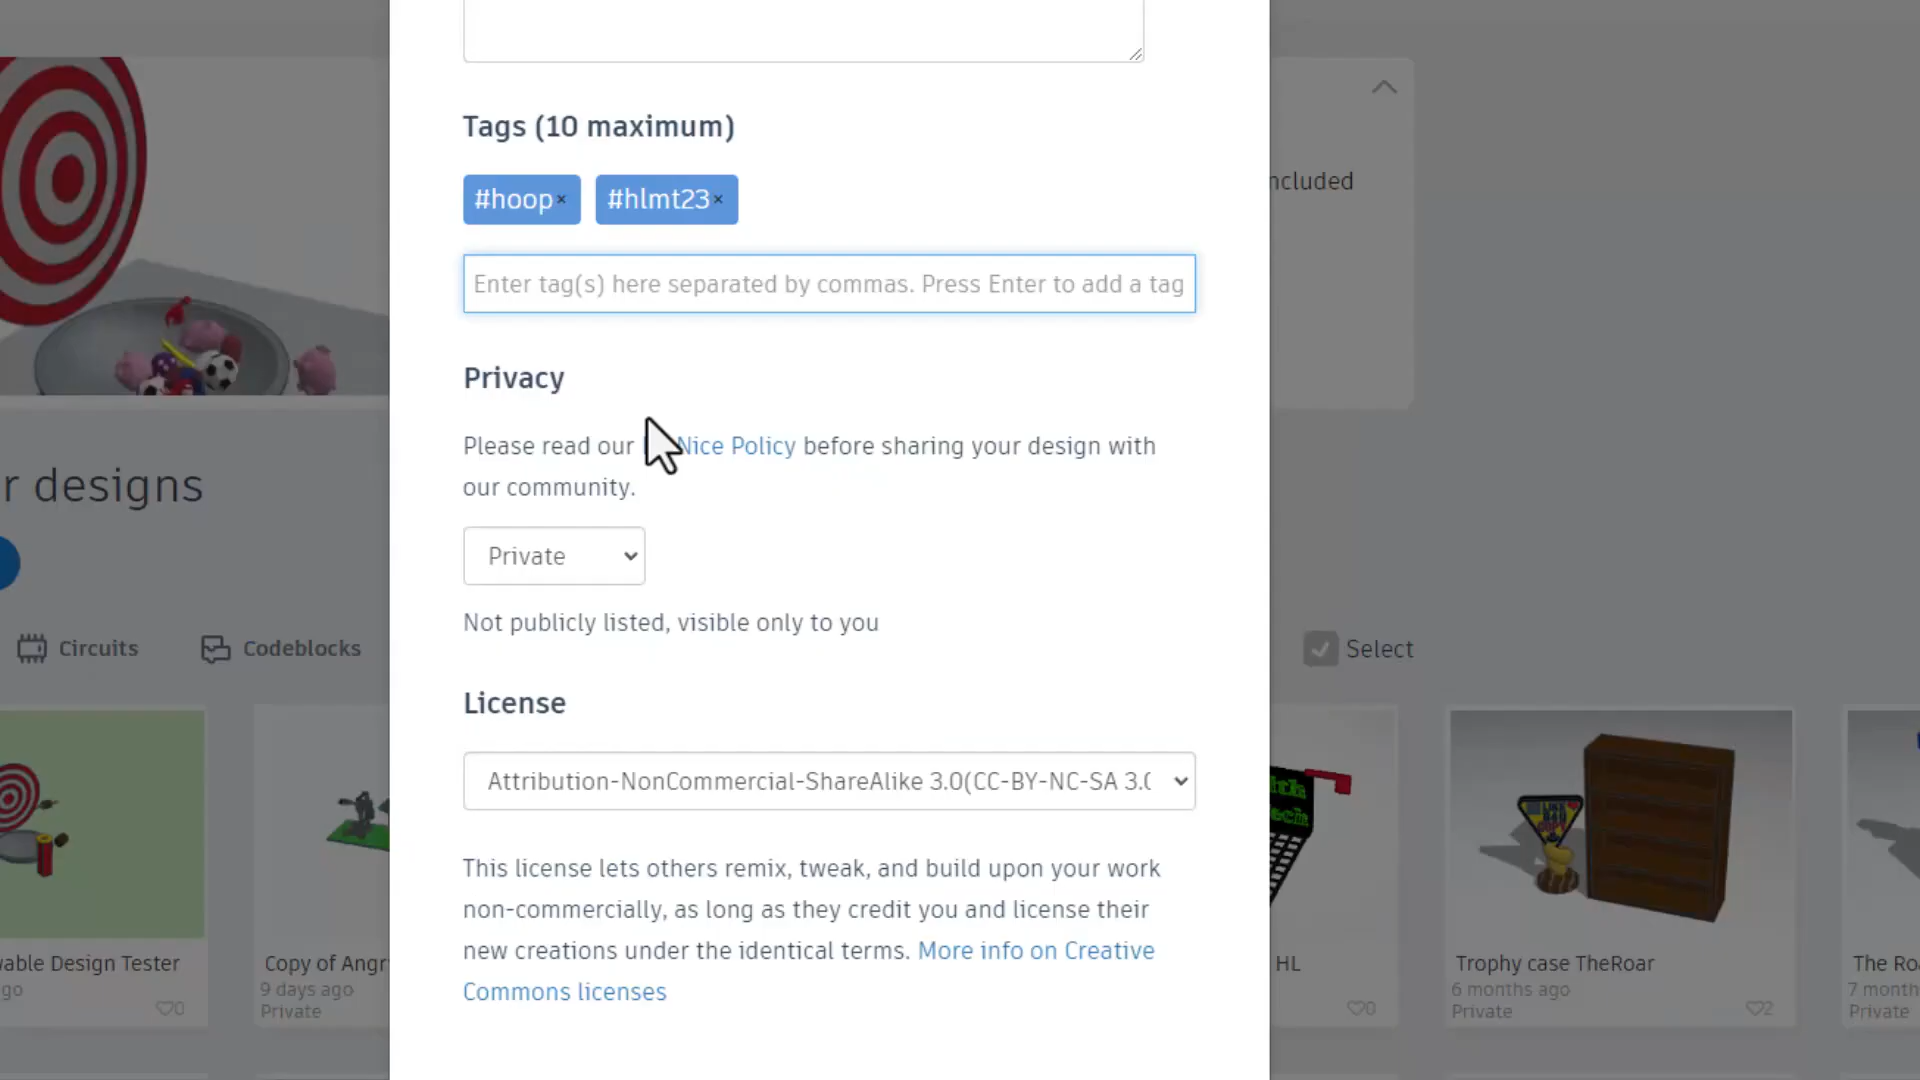 Tags (10 maximum)
#hoop× #hlmt23×
Enter tag(s) here separated by commas. Press Enter to add a tag
Privacy
Please read our Nice Policy before sharing your design with
our community.
Private
Not publicly listed, visible only to you
License
Attribution-NonCommercial-ShareAlike 3.0(CC-BY-NC-SA 3.0
This license lets others remix, tweak, and build upon your work
non-commercially, as long as they credit you and license their
new creations under the identical terms. More info on Creative
Commons licenses
r designs
Circuits Codeblocks
Select
Design Tester
go
0
Copy of Angr
9 days ago
Private
HL
0
Trophy case TheRoar
6 months ago
Private
2
The Ro
7 month
Private